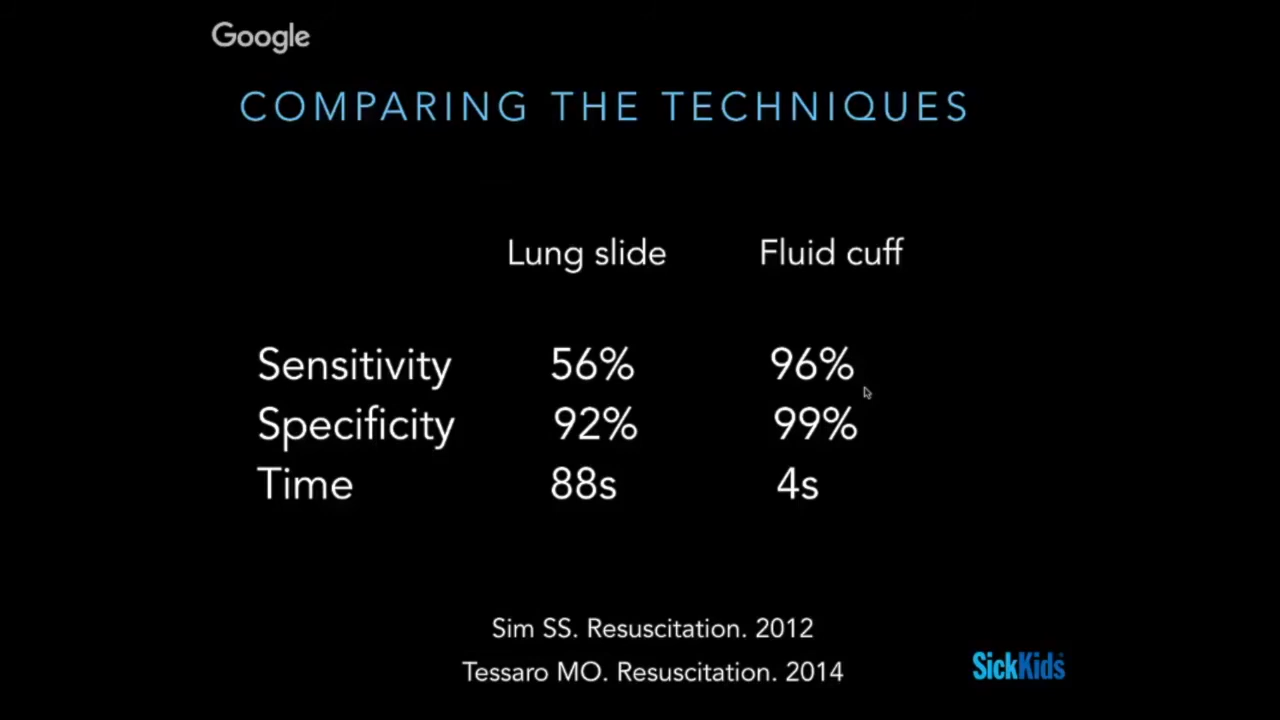 Google
COMPARING THE TECHNIQUES
Lung slide Fluid cuff
Sensitivity 56% 96%
Specificity 92% 99%
Time 88s 4s
Sim SS. Resuscitation. 2012
Tessaro MO. Resuscitation. 2014
SickKids